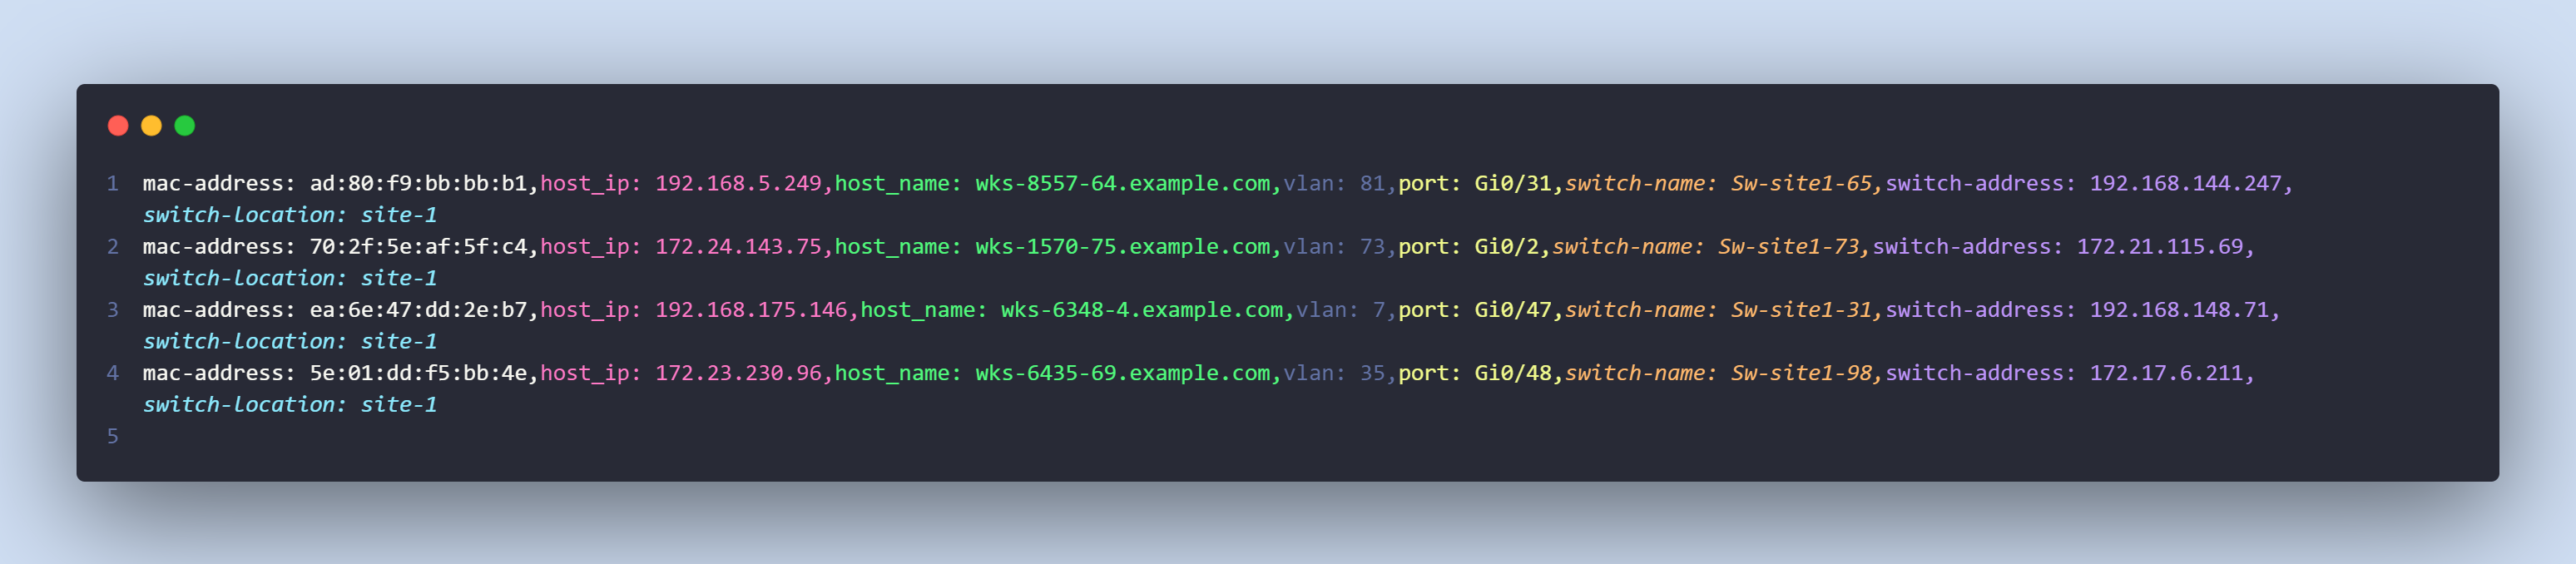 1 mac-address: ad:80:f9:bb:bb:b1,host_ip: 192.168.5.249,host_name: wks-8557-64.example.com,vlan: 81,port: Gi0/31,switch-name: Sw-site1-65,switch-address: 192.168.144.247,
switch-location: site-1
2 mac-address: 70:2f:5e:af:5f:c4,host_ip: 172.24.143.75,host_name: wks-1570-75.example.com,vlan: 73,port: Gi0/2,switch-name: Sw-site1-73,switch-address: 172.21.115.69,
switch-location: site-1
3 mac-address: ea:6e:47:dd:2e:b7,host_ip: 192.168.175.146,host_name: wks-6348-4.example.com,vlan: 7,port: Gi0/47,switch-name: Sw-site1-31,switch-address: 192.168.148.71,
switch-location: site-1
4 mac-address: 5e:01:dd:f5:bb:4e,host_ip: 172.23.230.96,host_name: wks-6435-69.example.com,vlan: 35,port: Gi0/48,switch-name: Sw-site1-98,switch-address: 172.17.6.211,
switch-location: site-1
5